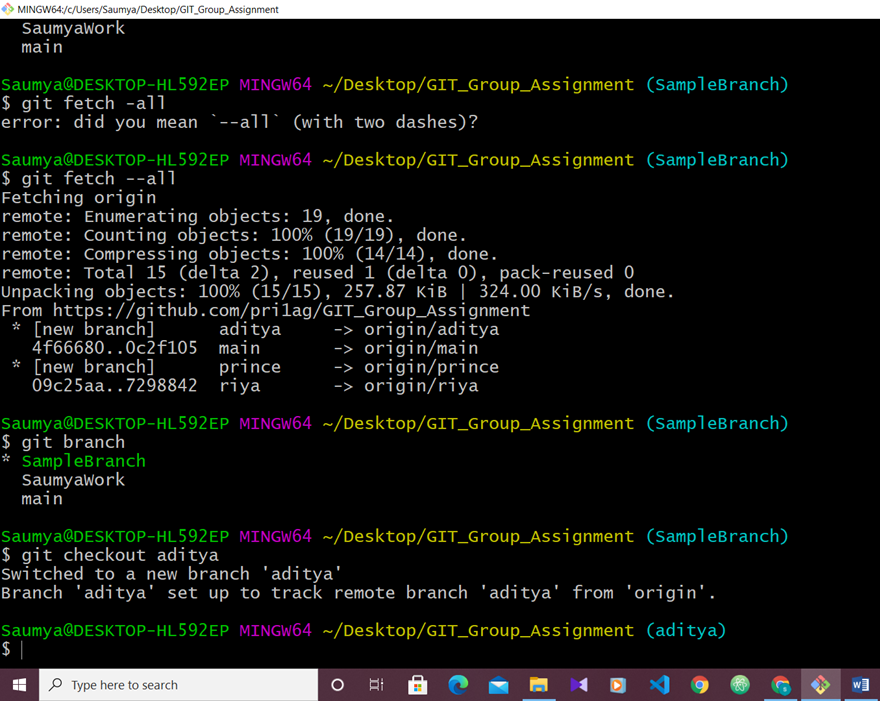 MINGW64:/c/Users/Saumya/Desktop/GIT_Group_Assignment
SaumyaWork
main
Saumya@DESKTOP-HL592EP MINGW64 ~/Desktop/GIT_Group_Assignment (SampleBranch)
$ git fetch -all
error: did you mean `--all` (with two dashes)?
Saumya@DESKTOP-HL592EP MINGW64 ~/Desktop/GIT_Group_Assignment (SampleBranch)
$ git fetch --all
Fetching origin
remote: Enumerating objects: 19, done.
remote: Counting objects: 100% (19/19), done.
remote: Compressing objects: 100% (14/14), done.
remote: Total 15 (delta 2), reused 1 (delta 0), pack-reused 0
Unpacking objects: 100% (15/15), 257.87 KiB | 324.00 KiB/s, done.
From https://github.com/pri1ag/GIT_Group_Assignment
* [new branch] aditya -> origin/aditya
4f66680..0c2f105 main -> origin/main
* [new branch] prince -> origin/prince
09c25aa..7298842 riya -> origin/riya
Saumya@DESKTOP-HL592EP MINGW64 ~/Desktop/GIT_Group_Assignment (SampleBranch)
$ git branch
* SampleBranch
SaumyaWork
main
Saumya@DESKTOP-HL592EP MINGW64 ~/Desktop/GIT_Group_Assignment (SampleBranch)
$ git checkout aditya
Switched to a new branch 'aditya'
Branch 'aditya' set up to track remote branch 'aditya' from 'origin'.
Saumya@DESKTOP-HL592EP MINGW64 ~/Desktop/GIT_Group_Assignment (aditya)
$
Type here to search